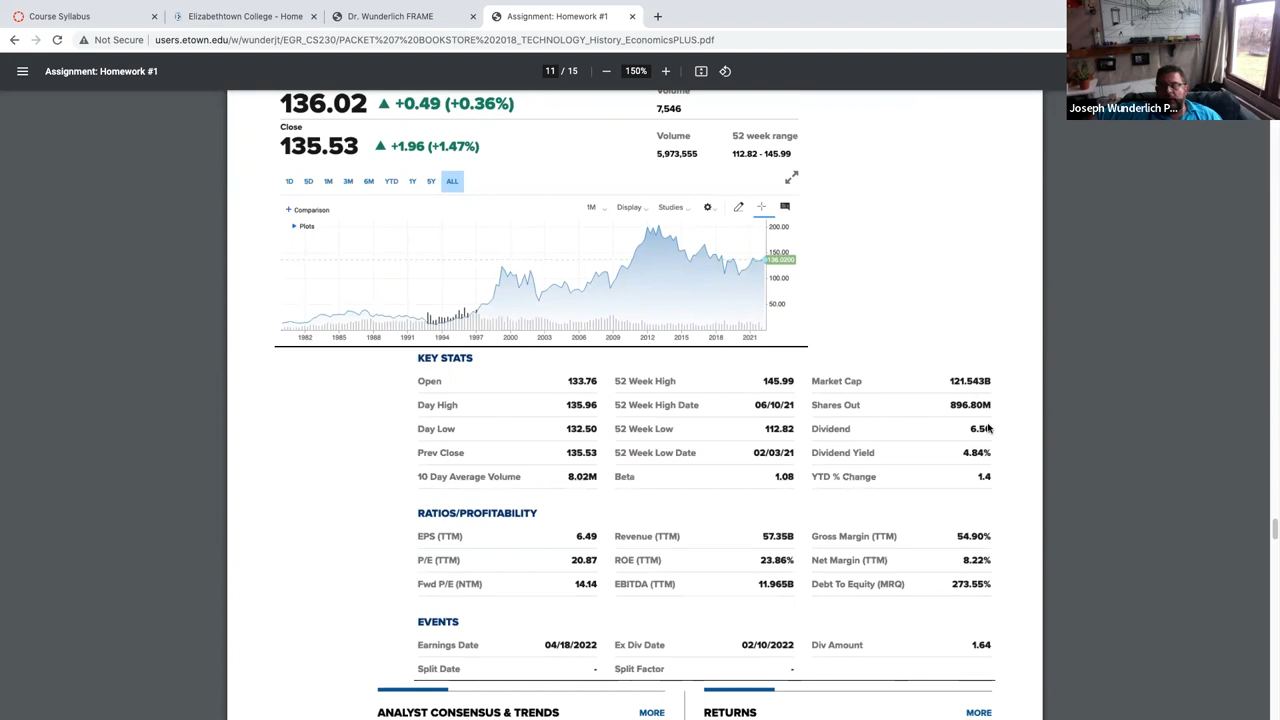 Course Syllabus
Elizabethtown College - Home
Dr. Wunderlich FRAME
Assignment: Homework #1
Not Secure
users.etown.edu/w/wunderjt/EGR_CS230/PACKET%207%20BOOKSTORE%202018_TECHNOLOGY_History_EconomicsPLUS.pdf
Assignment: Homework #1
11 / 15
150%
Joseph Wunderlich P...
136.02 ▲ +0.49 (+0.36%)
Volume
7,546
Close
135.53 ▲ +1.96 (+1.47%)
Volume 52 week range
5,973,555 112.82 - 145.99
1D 5D 1M 3M 6M YTD 1Y 5Y ALL
+ Comparison
1M Display Studies
Plots
200.00
150.00
136.0200
100.00
50.00
1982 1985 1988 1991 1994 1997 2000 2003 2006 2009 2012 2015 2018 2021
KEY STATS
Open 133.76 52 Week High 145.99 Market Cap 121.543B
Day High 135.96 52 Week High Date 06/10/21 Shares Out 896.80M
Day Low 132.50 52 Week Low 112.82 Dividend
Prev Close 135.53 52 Week Low Date 02/03/21 Dividend Yield 4.84%
10 Day Average Volume 8.02M Beta 1.08 YTD % Change 1.4
RATIOS/PROFITABILITY
EPS (TTM) 6.49 Revenue (TTM) 57.35B Gross Margin (TTM) 54.90%
P/E (TTM) 20.87 ROE (TTM) 23.86% Net Margin (TTM) 8.22%
Fwd P/E (NTM) 14.14 EBITDA (TTM) 11.965B Debt To Equity (MRQ) 273.55%
EVENTS
Earnings Date 04/18/2022 Ex Div Date 02/10/2022 Div Amount 1.64
Split Date - Split Factor -
ANALYST CONSENSUS & TRENDS MORE RETURNS MORE